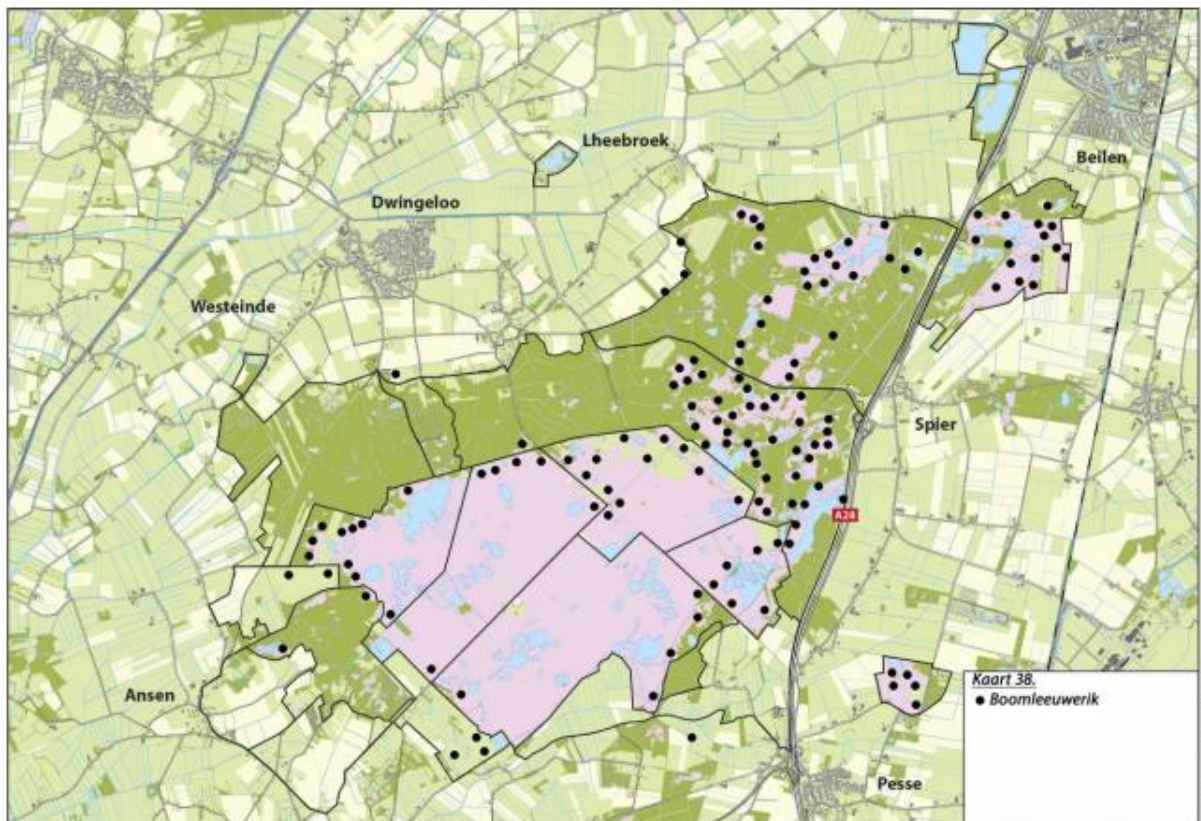 Lheebroek
Beilen
Dwingeloo
Westeinde
Spier
A28
Ansen
Pesse
Kaart 38.
Boomleeuwerik